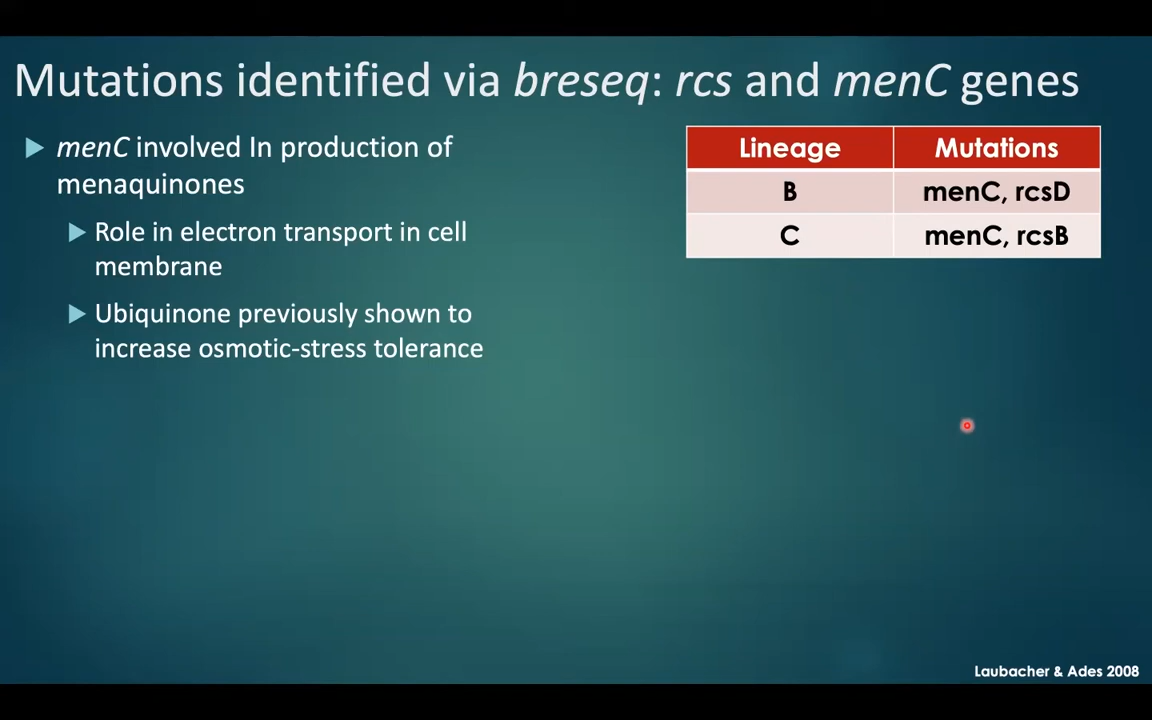 Mutations identified via breseq: rcs and menC genes
menC involved In production of
menaquinones
Role in electron transport in cell
membrane
Ubiquinone previously shown to
increase osmotic-stress tolerance
Lineage Mutations
B menC, rcsD
C menC, rcsB
Laubacher & Ades 2008